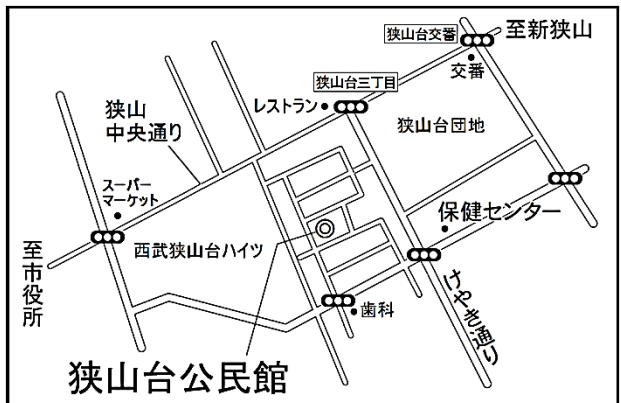 狭山台交番
至新狭山
交番
狭山台三丁目
レストラン
狭山台団地
狭山
中央通り
スーパー
マーケット
保健センター
西武狭山台ハイツ
至市役所
けやき通り
歯科
狭山台公民館